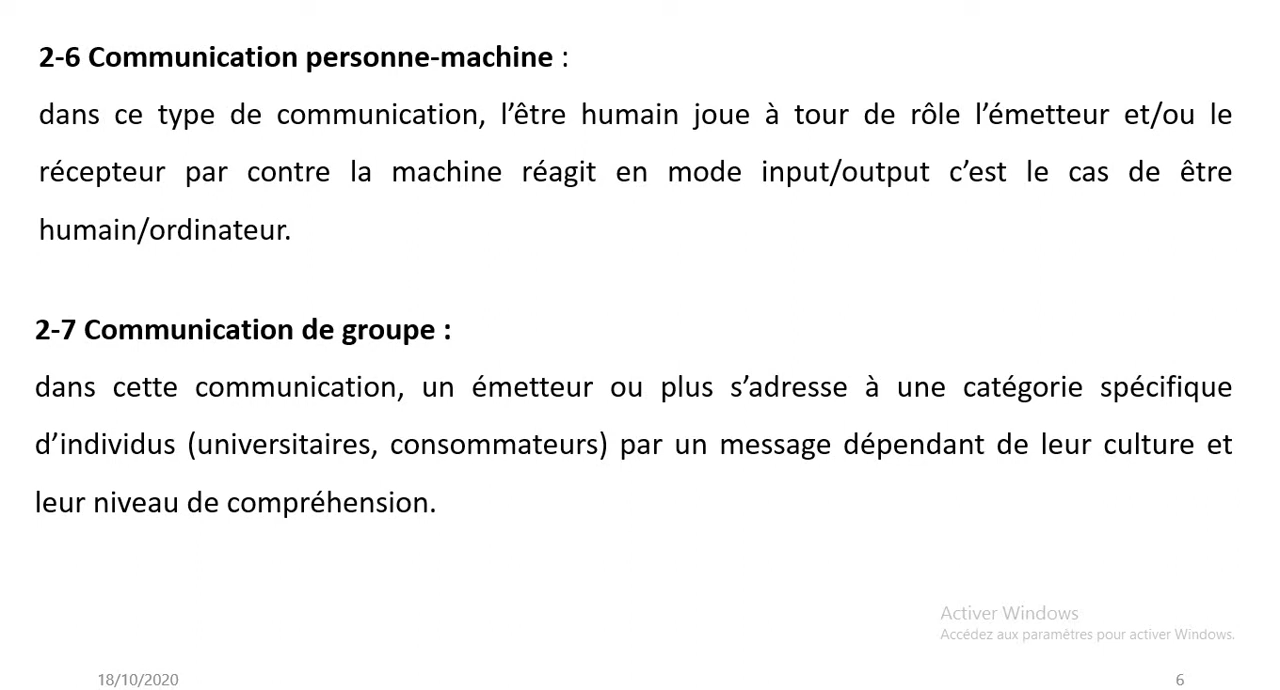 2-6 Communication personne-machine :
dans ce type de communication, l’être humain joue à tour de rôle l’émetteur et/ou le
récepteur par contre la machine réagit en mode input/output c’est le cas de être
humain/ordinateur.
2-7 Communication de groupe :
dans cette communication, un émetteur ou plus s’adresse à une catégorie spécifique
d’individus (universitaires, consommateurs) par un message dépendant de leur culture et
leur niveau de compréhension.
Activer Windows
Accédez aux paramètres pour activer Windows.
18/10/2020
6